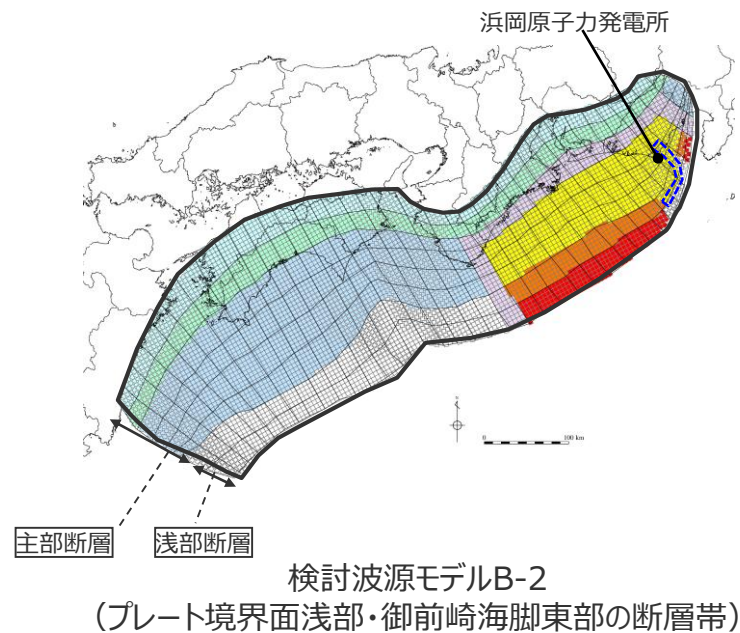 浜岡原子力発電所
0
100 km
主部断層
浅部断層
検討波源モデルB-2
（プレート境界面浅部・御前崎海脚東部の断層帯）